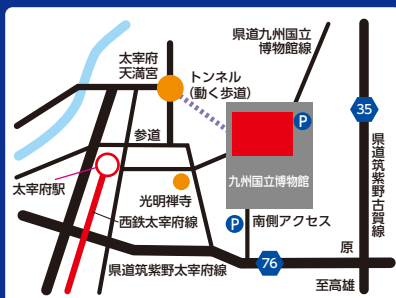 県道九州国立
博物館線
太宰府
天満宮
トンネル
(動く歩道)
P
35
参道
県道筑紫野古賀線
太宰府駅
九州国立博物館
光明禅寺
西鉄太宰府線
P
南側アクセス
原
76
県道筑紫野太宰府線
至高雄